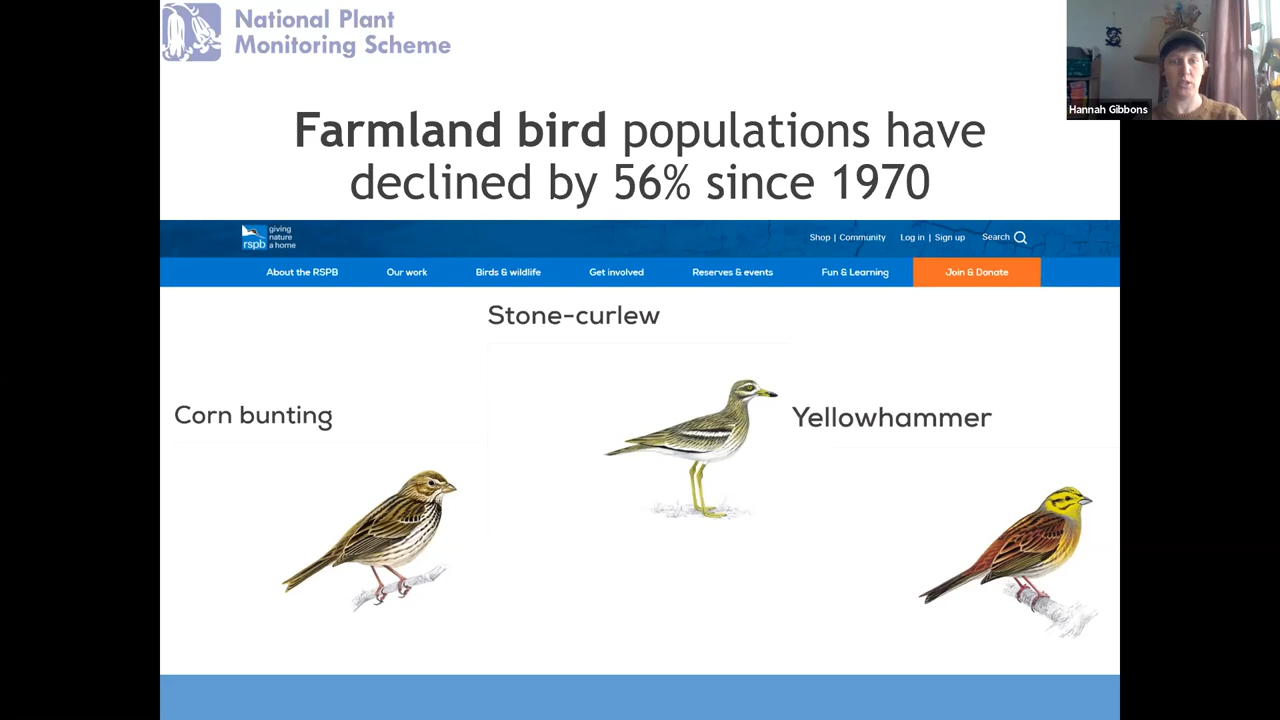 National Plant
Monitoring Scheme
Hannah Gibbons
Farmland bird populations have
declined by 56% since 1970
rspb
giving
nature
a home
Shop | Community
Log in | Sign up
Search
About the RSPB
Our work
Birds & wildlife
Get involved
Reserves & events
Fun & Learning
Join & Donate
Stone-curlew
Corn bunting
Yellowhammer